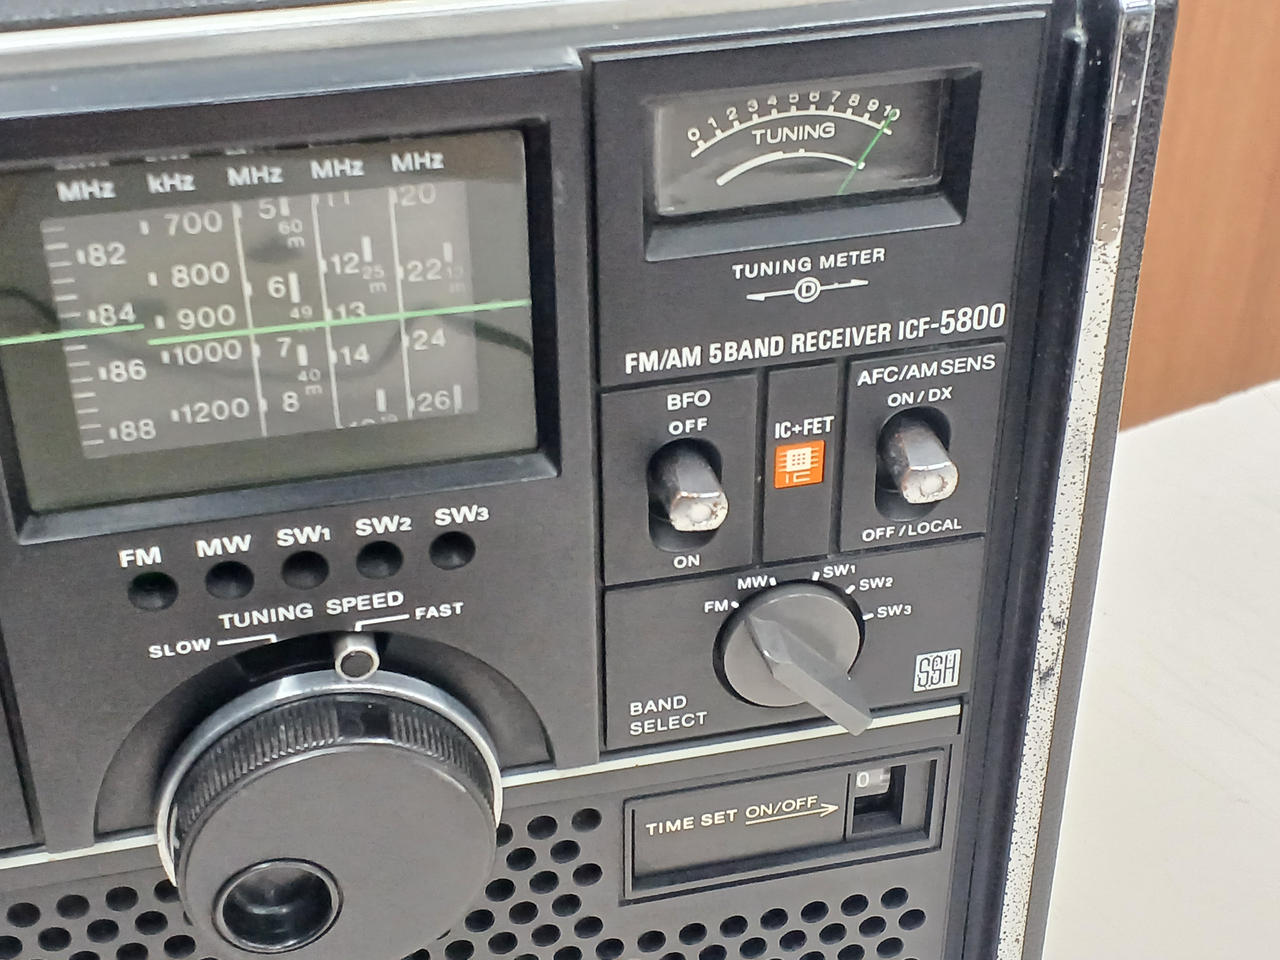 MHz kHz MHz MHz MHz
700 5 11 20
60
m
82 800 6 12 22
25 13
m m
84 900 49 13
86 1000 7 14 24
40
m
88 1200 8 26
0 1 2 3 4 5 6 7 8 9 10
TUNING
TUNING METER
D
FM/AM 5BAND RECEIVER ICF-5800
BFO
OFF
ON
IC+FET
IC
AFC/AM SENS
ON/DX
OFF/LOCAL
FM MW SW1 SW2 SW3
TUNING SPEED
SLOW FAST
FM MW SW1 SW2 SW3
BAND
SELECT
SSH
TIME SET ON/OFF
0